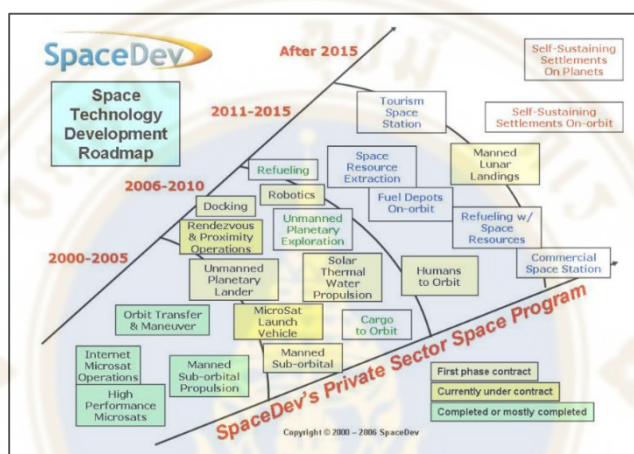 SpaceDev
Space
Technology
Development
Roadmap
After 2015
2011-2015
2006-2010
2000-2005
Self-Sustaining
Settlements
On Planets
Self-Sustaining
Settlements On-orbit
Tourism
Space
Station
Manned
Lunar
Landings
Space
Resource
Extraction
Refueling
Robotics
Fuel Depots
On-orbit
Docking
Rendezvous
& Proximity
Operations
Unmanned
Planetary
Exploration
Refueling w/
Space
Resources
Commercial
Space Station
Unmanned
Planetary
Lander
Solar
Thermal
Water
Propulsion
Humans
to Orbit
Orbit Transfer
& Maneuver
MicroSat
Launch
Vehicle
Cargo
to Orbit
Internet
Microsat
Operations
Manned
Sub-orbital
Propulsion
Manned
Sub-orbital
High
Performance
Microsats
SpaceDev's Private Sector Space Program
First phase contract
Currently under contract
Completed or mostly completed
Copyright © 2000 – 2006 SpaceDev